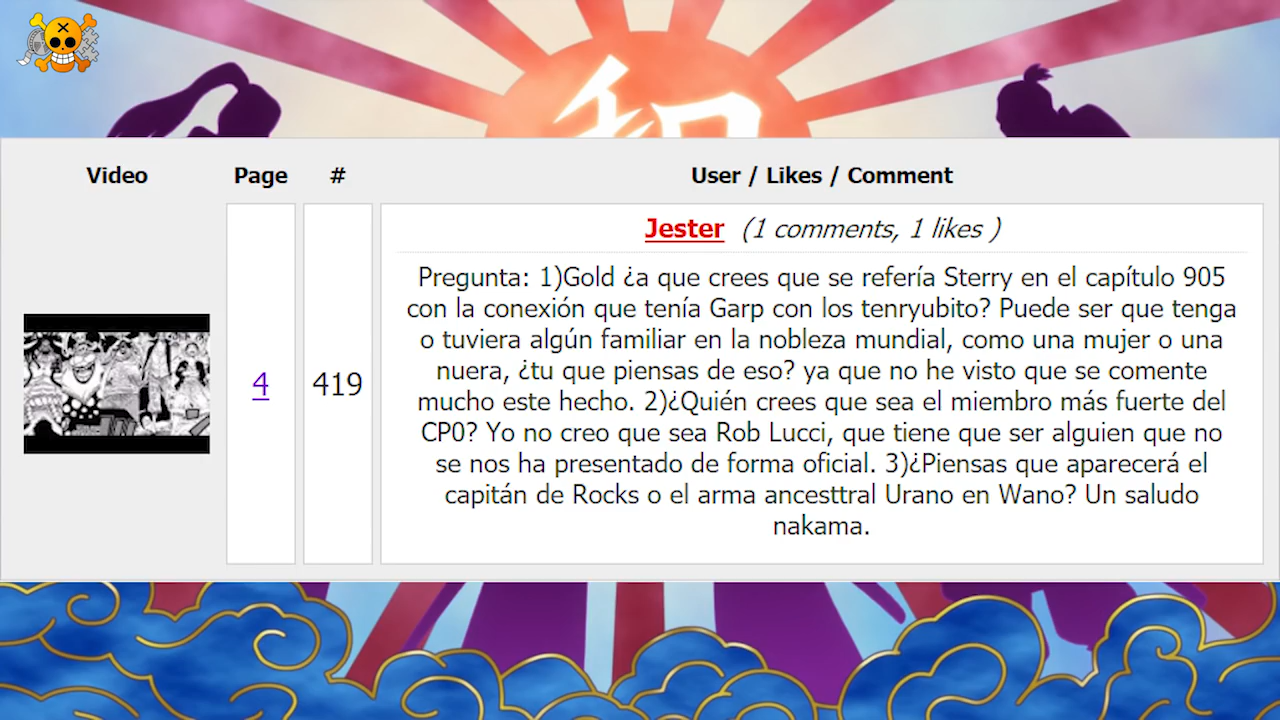 Video Page # User / Likes / Comment
Jester (1 comments, 1 likes )
Pregunta: 1)Gold ¿a que crees que se refería Sterry en el capítulo 905
con la conexión que tenía Garp con los tenryubito? Puede ser que tenga
o tuviera algún familiar en la nobleza mundial, como una mujer o una
nuera, ¿tu que piensas de eso? ya que no he visto que se comente
mucho este hecho. 2)¿Quién crees que sea el miembro más fuerte del
CP0? Yo no creo que sea Rob Lucci, que tiene que ser alguien que no
se nos ha presentado de forma oficial. 3)¿Piensas que aparecerá el
capitán de Rocks o el arma ancesttral Urano en Wano? Un saludo
nakama.
4 419